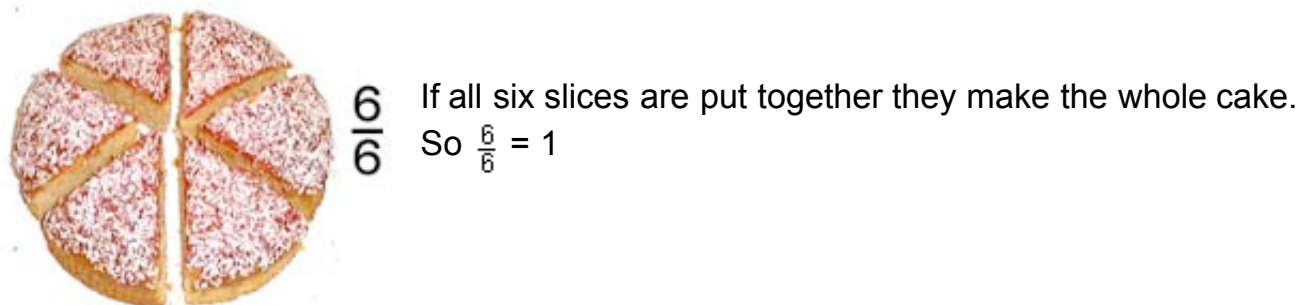 6/6
If all six slices are put together they make the whole cake.
So 6/6 = 1